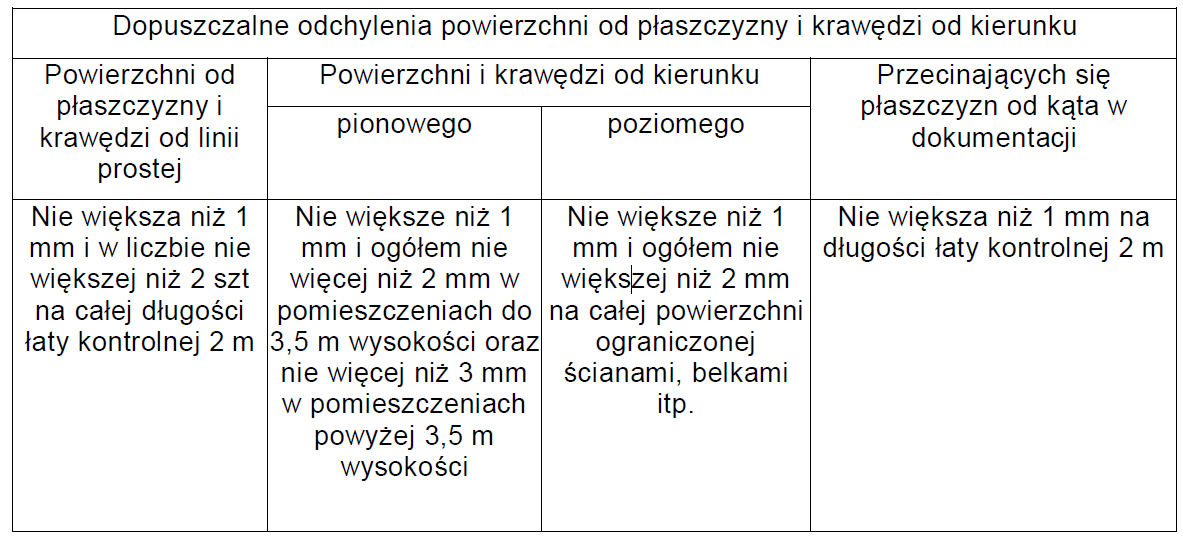 Dopuszczalne odchylenia powierzchni od płaszczyzny i krawędzi od kierunku
Powierzchni od
płaszczyzny i
krawędzi od linii
prostej
Powierzchni i krawędzi od kierunku
pionowego
poziomego
Przecinających się
płaszczyzn od kąta w
dokumentacji
Nie większa niż 1
mm i w liczbie nie
większej niż 2 szt
na całej długości
łaty kontrolnej 2 m
Nie większe niż 1
mm i ogółem nie
więcej niż 2 mm w
pomieszczeniach do
3,5 m wysokości oraz
nie więcej niż 3 mm
w pomieszczeniach
powyżej 3,5 m
wysokości
Nie większe niż 1
mm i ogółem nie
większej niż 2 mm
na całej powierzchni
ograniczonej
ścianami, belkami
itp.
Nie większa niż 1 mm na
długości łaty kontrolnej 2 m